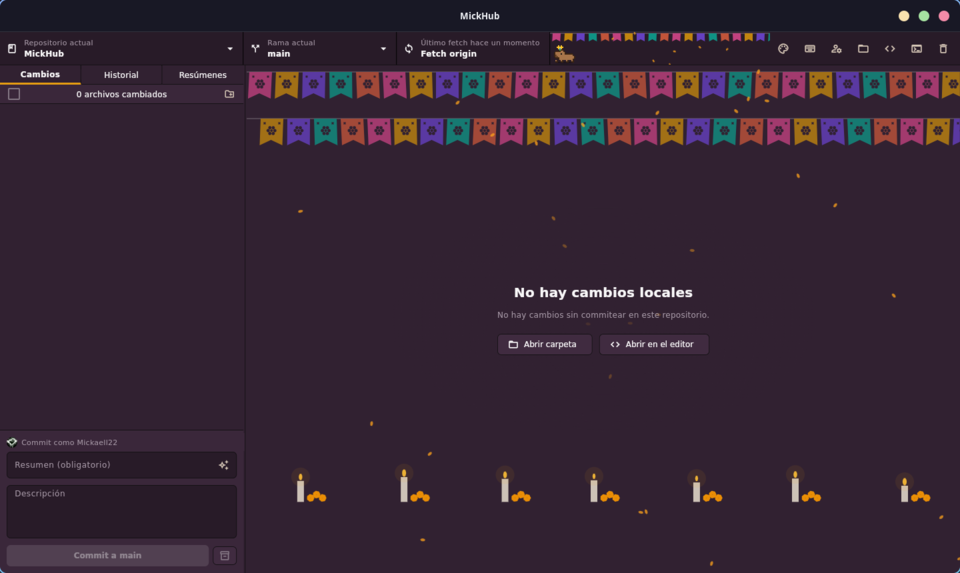 MickHub
Repositorio actual
MickHub
Rama actual
main
Último fetch hace un momento
Fetch origin
Cambios
Historial
Resúmenes
0 archivos cambiados
No hay cambios locales
No hay cambios sin commitear en este repositorio.
Abrir carpeta
Abrir en el editor
Commit como Mickaell22
Resumen (obligatorio)
Descripción
Commit a main